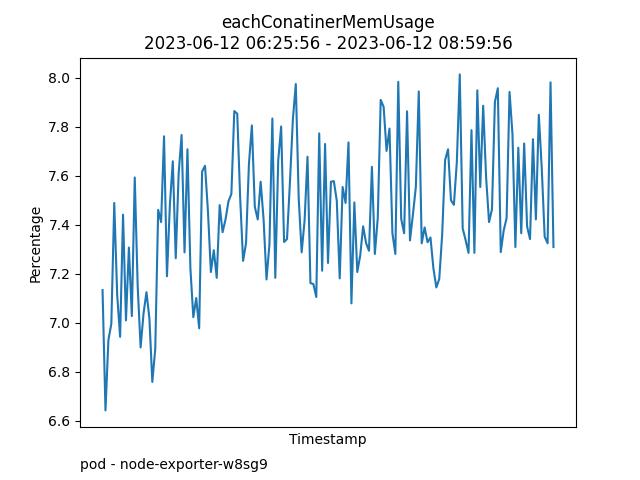 eachConatinerMemUsage
2023-06-12 06:25:56 - 2023-06-12 08:59:56
8.0
7.8
7.6
7.4
7.2
7.0
6.8
6.6
Percentage
Timestamp
pod - node-exporter-w8sg9